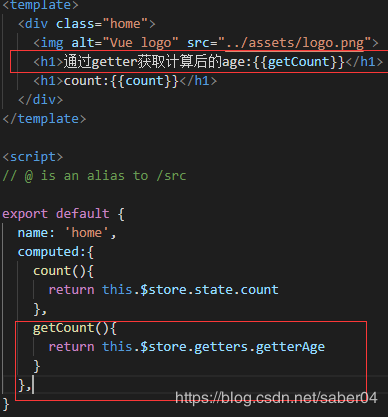 <template>
<div class="home">
<img alt="Vue logo" src="../assets/logo.png">
<h1>通过getter获取计算后的age:{{getCount}}</h1>
<h1>count:{{count}}</h1>
</div>
</template>
<script>
// @ is an alias to /src
export default {
name: 'home',
computed:{
count(){
return this.$store.state.count
},
getCount(){
return this.$store.getters.getterAge
}
},
}
https://blog.csdn.net/saber04